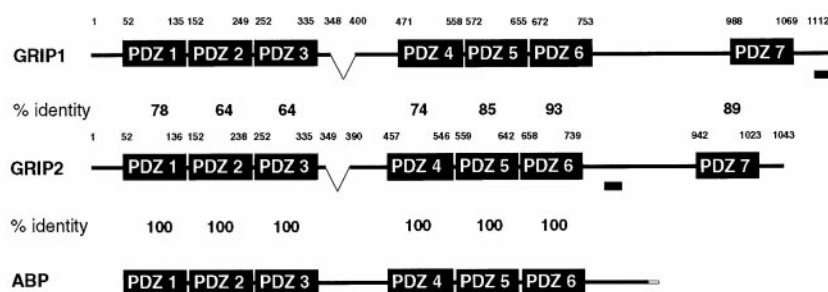 1 52 135 152 249 252 335 348 400 471 558 572 655 672 753 988 1069 1112
GRIP1 PDZ 1 PDZ 2 PDZ 3 PDZ 4 PDZ 5 PDZ 6 PDZ 7
% identity 78 64 64 74 85 93 89
1 52 136 152 238 252 335 349 390 457 546 559 642 658 739 942 1023 1043
GRIP2 PDZ 1 PDZ 2 PDZ 3 PDZ 4 PDZ 5 PDZ 6 PDZ 7
% identity 100 100 100 100 100 100
ABP PDZ 1 PDZ 2 PDZ 3 PDZ 4 PDZ 5 PDZ 6